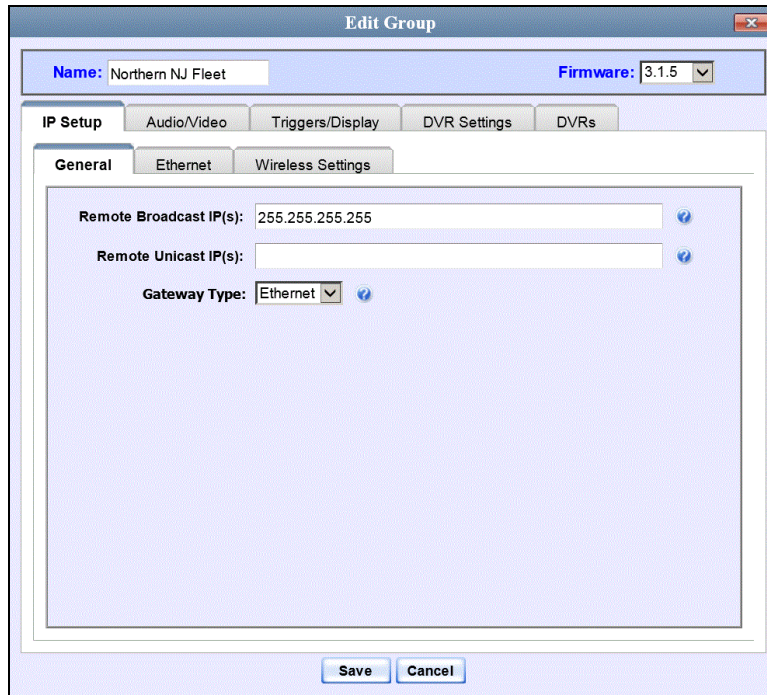 Edit Group
Name: Northern NJ Fleet Firmware: 3.1.5
IP Setup Audio/Video Triggers/Display DVR Settings DVRs
General Ethernet Wireless Settings
Remote Broadcast IP(s): 255.255.255.255 ?
Remote Unicast IP(s): ?
Gateway Type: Ethernet ?
Save Cancel